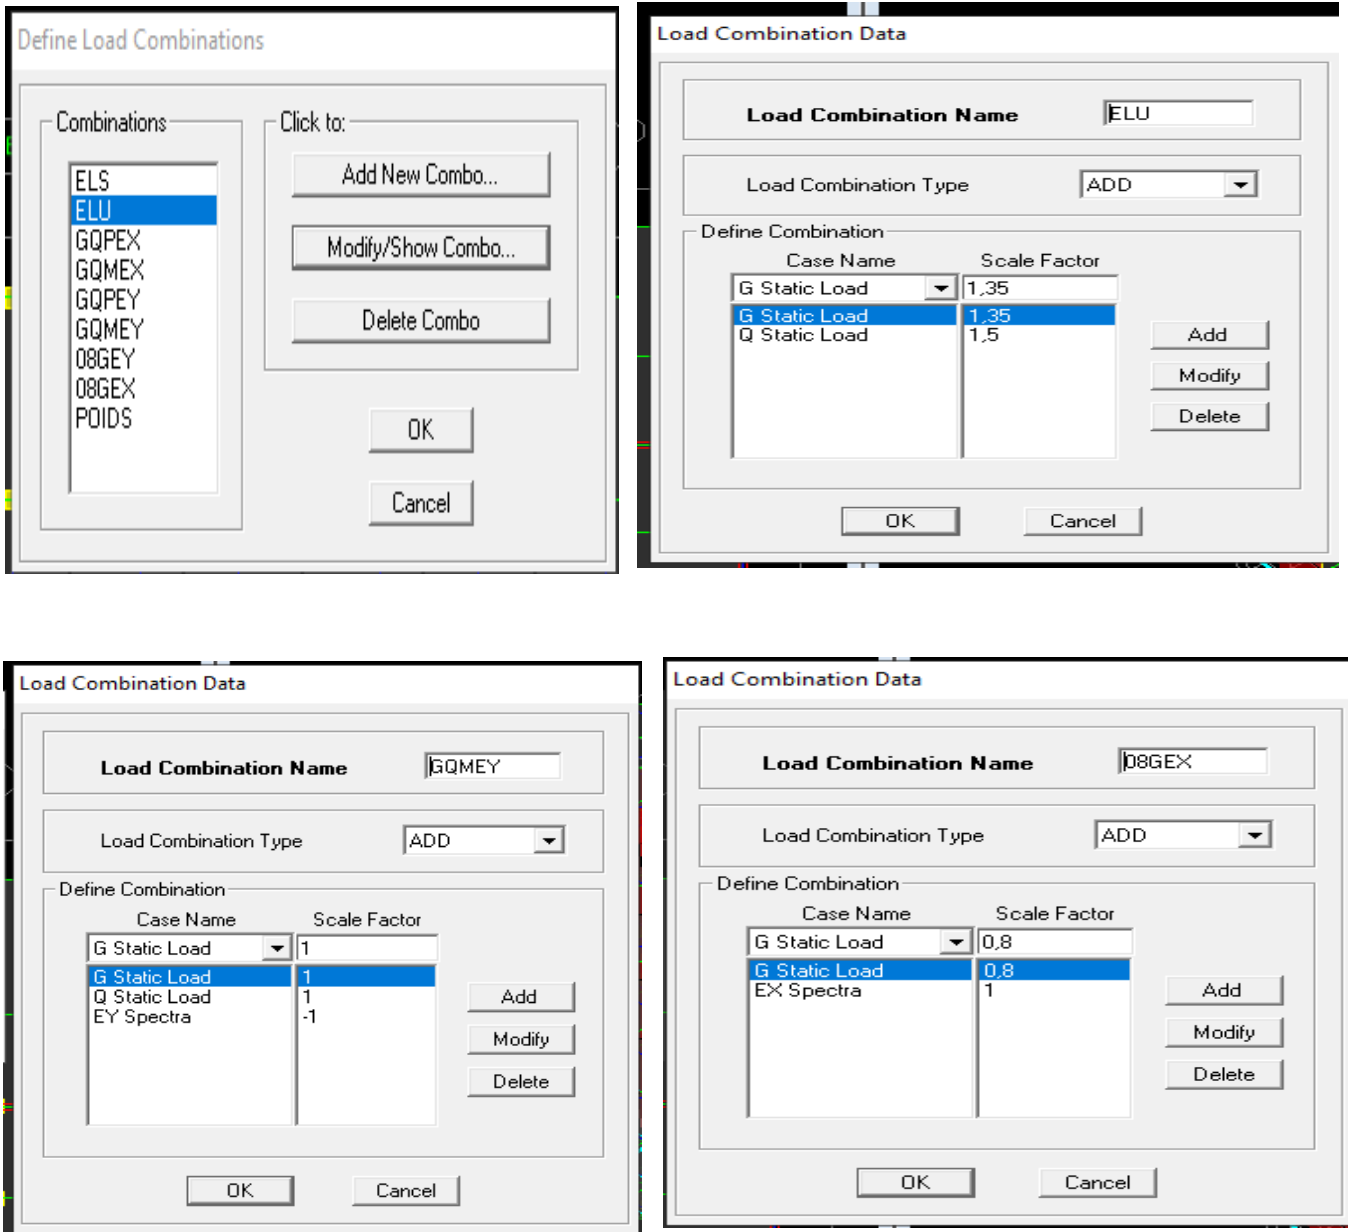 Define Load Combinations
Combinations
ELS
ELU
GQPEX
GQMEX
GQPEY
GQMEY
08GEY
08GEX
POIDS
Click to:
Add New Combo...
Modify/Show Combo...
Delete Combo
OK
Cancel
Load Combination Data
Load Combination Name ELU
Load Combination Type ADD
Define Combination
Case Name Scale Factor
G Static Load 1,35
G Static Load 1,35
Q Static Load 1,5
Add
Modify
Delete
OK Cancel
Load Combination Data
Load Combination Name GQMEY
Load Combination Type ADD
Define Combination
Case Name Scale Factor
G Static Load 1
G Static Load 1
Q Static Load 1
EY Spectra -1
Add
Modify
Delete
OK Cancel
Load Combination Data
Load Combination Name 08GEX
Load Combination Type ADD
Define Combination
Case Name Scale Factor
G Static Load 0,8
G Static Load 0,8
EX Spectra 1
Add
Modify
Delete
OK Cancel